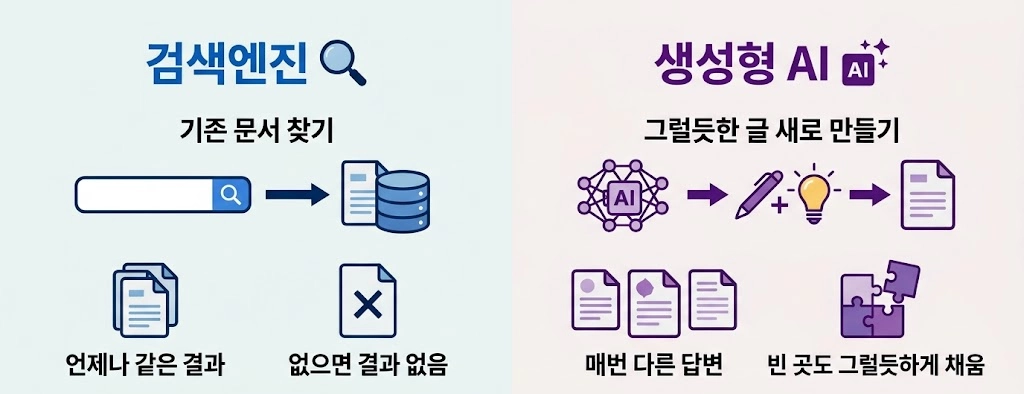 검색엔진
기존 문서 찾기
언제나 같은 결과
없으면 결과 없음
생성형 AI
AI
그럴듯한 글 새로 만들기
AI
매번 다른 답변
빈 곳도 그럴듯하게 채움